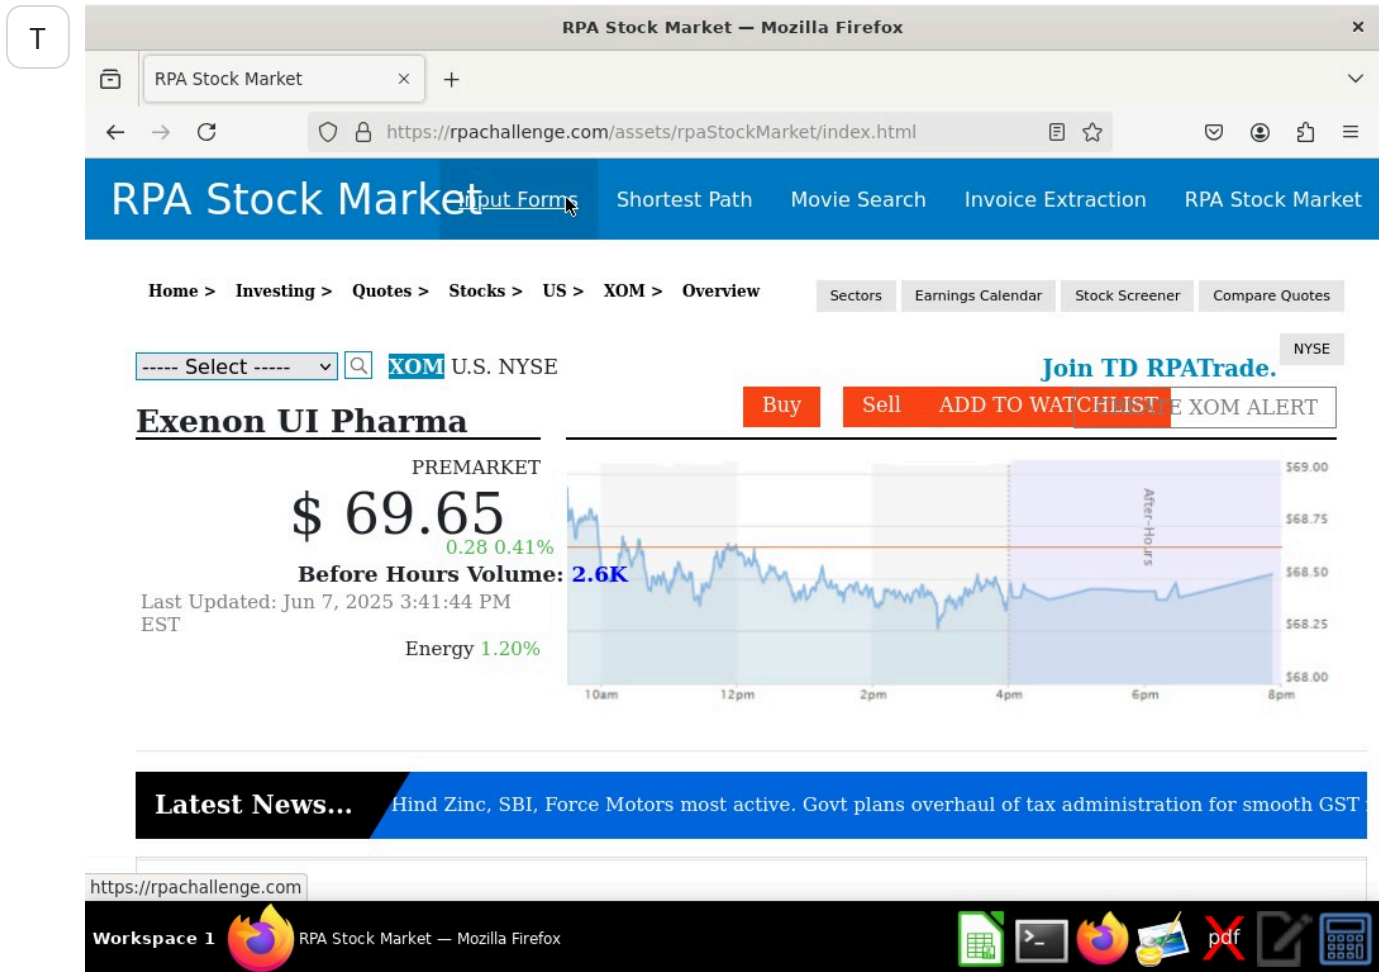 T
RPA Stock Market — Mozilla Firefox
RPA Stock Market
https://rpachallenge.com/assets/rpaStockMarket/index.html
RPA Stock Market Input Forms Shortest Path Movie Search Invoice Extraction RPA Stock Market
Home > Investing > Quotes > Stocks > US > XOM > Overview
Sectors Earnings Calendar Stock Screener Compare Quotes
NYSE
----- Select ----- XOM U.S. NYSE Join TD RPATrade.
Buy Sell ADD TO WATCHLIST CREATE XOM ALERT
Exenon UI Pharma
PREMARKET
$ 69.65
0.28 0.41%
Before Hours Volume: 2.6K
Last Updated: Jun 7, 2025 3:41:44 PM
EST
Energy 1.20%
$69.00
$68.75
$68.50
$68.25
$68.00
After-Hours
10am 12pm 2pm 4pm 6pm 8pm
Latest News... Hind Zinc, SBI, Force Motors most active. Govt plans overhaul of tax administration for smooth GST
https://rpachallenge.com
Workspace 1 RPA Stock Market — Mozilla Firefox pdf